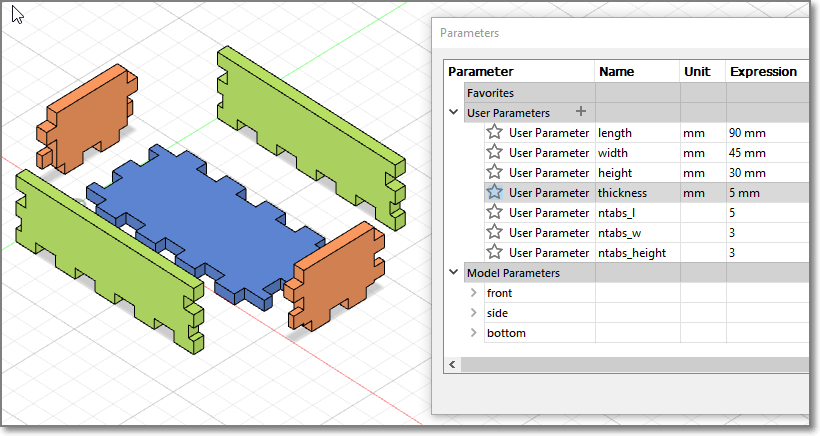 Parameters
Parameter Name Unit Expression
Favorites
User Parameters +
User Parameter length mm 90 mm
User Parameter width mm 45 mm
User Parameter height mm 30 mm
User Parameter thickness mm 5 mm
User Parameter ntabs_l 5
User Parameter ntabs_w 3
User Parameter ntabs_height 3
Model Parameters
front
side
bottom